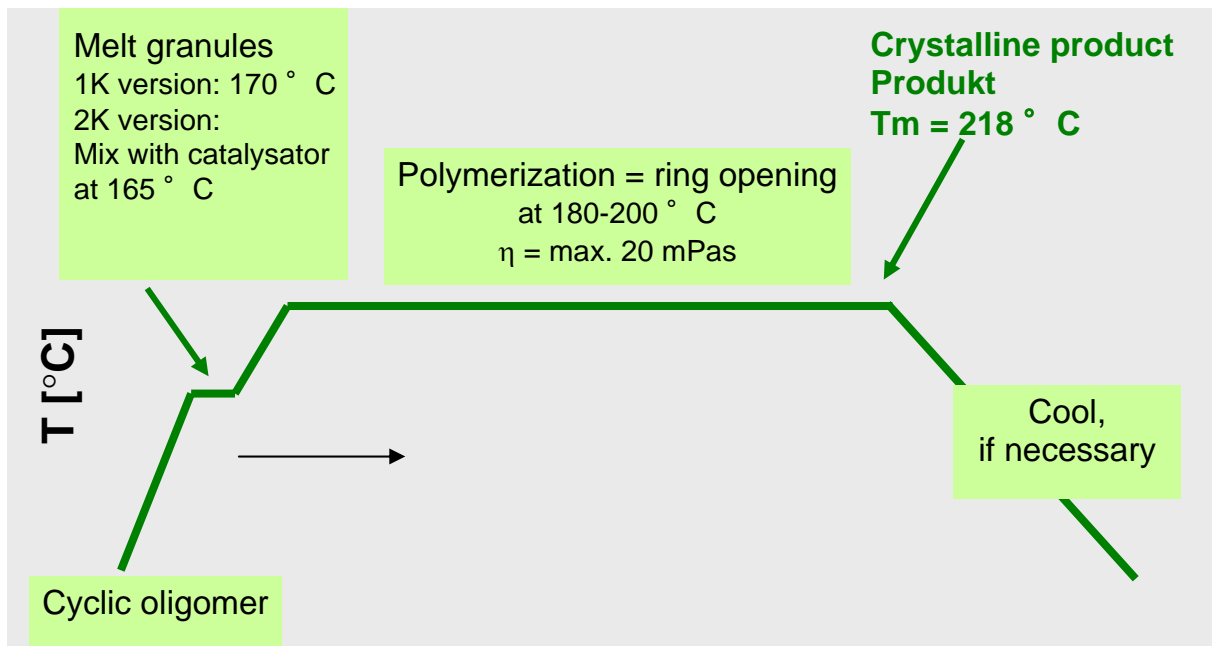 Melt granules
1K version: 170 ° C
2K version:
Mix with catalysator
at 165 ° C
Crystalline product
Produkt
Tm = 218 ° C
Polymerization = ring opening
at 180-200 ° C
η = max. 20 mPas
T [°C]
Cool,
if necessary
Cyclic oligomer